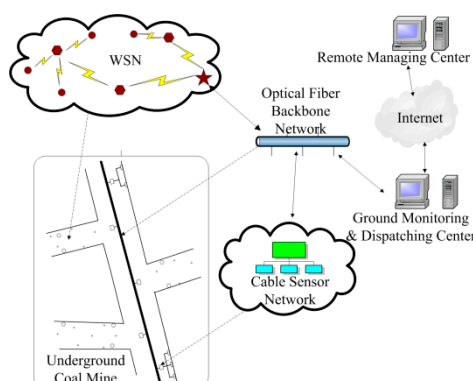 WSN
Remote Managing Center
Optical Fiber
Backbone
Network
Internet
Ground Monitoring
& Dispatching Center
Cable Sensor
Network
Underground
Coal Mine